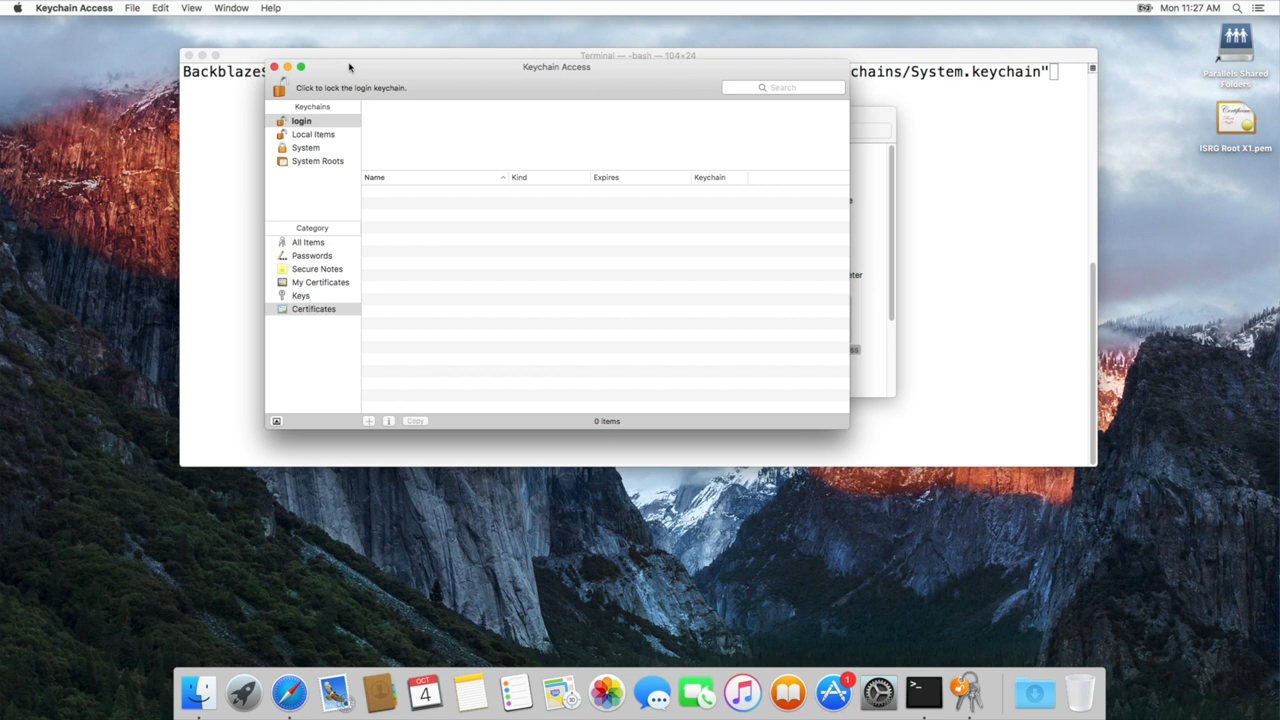 Keychain Access File Edit View Window Help Mon 11:27 AM
Terminal — -bash — 104×24
Backblaze$ chains/System.keychain"
Keychain Access
Click to lock the login keychain.
Search
Keychains
login
Local Items
System
System Roots
Name Kind Expires Keychain
Category
All Items
Passwords
Secure Notes
My Certificates
Keys
Certificates
Copy
0 items
Parallels Shared
Folders
ISRG Root X1.pem
OCT
4
1